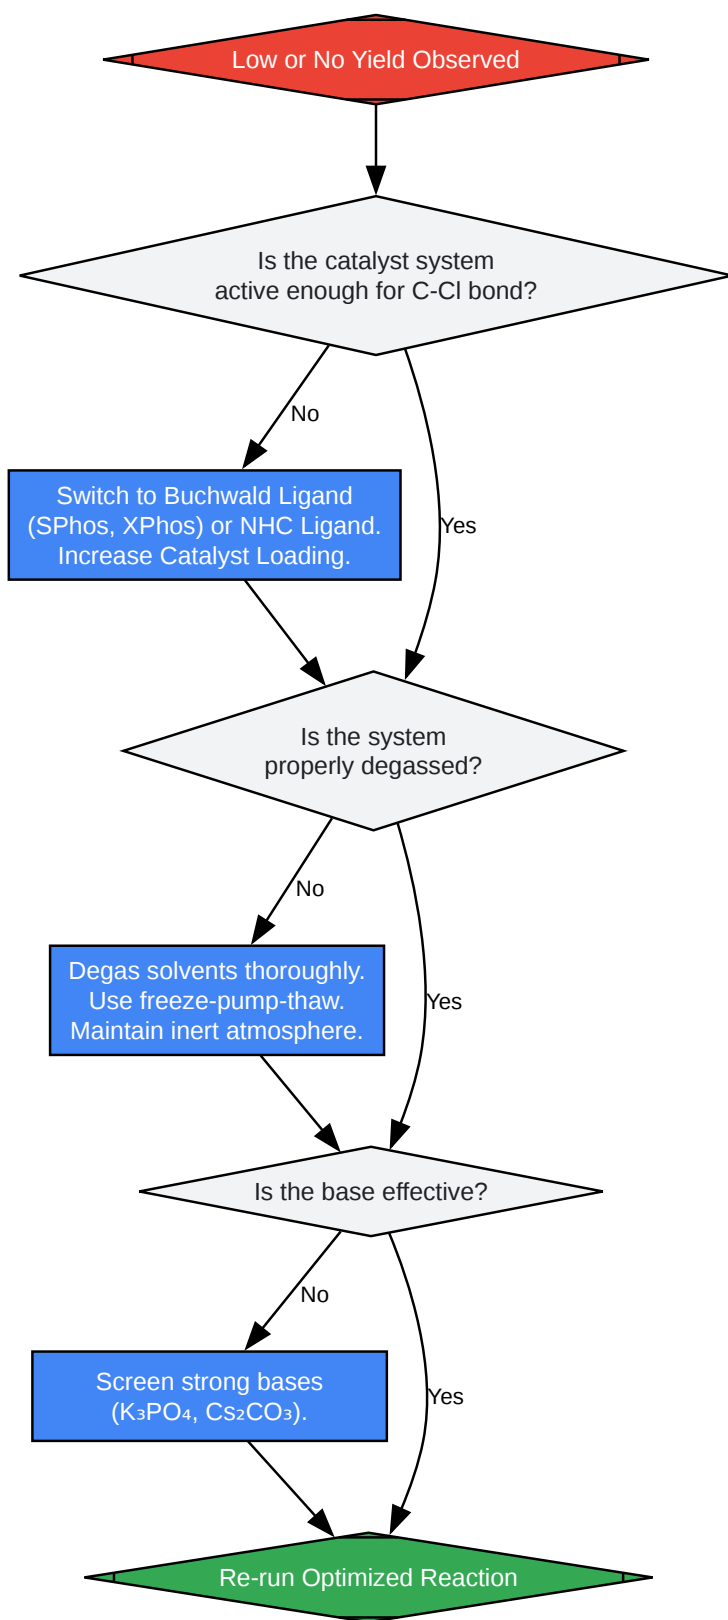 Low or No Yield Observed
Is the catalyst system
active enough for C-Cl bond?
No
Switch to Buchwald Ligand
(SPhos, XPhos) or NHC Ligand.
Increase Catalyst Loading.
Yes
Is the system
properly degassed?
No
Degas solvents thoroughly.
Use freeze-pump-thaw.
Maintain inert atmosphere.
Yes
Is the base effective?
No
Screen strong bases
(K₃PO₄, Cs₂CO₃).
Yes
Re-run Optimized Reaction